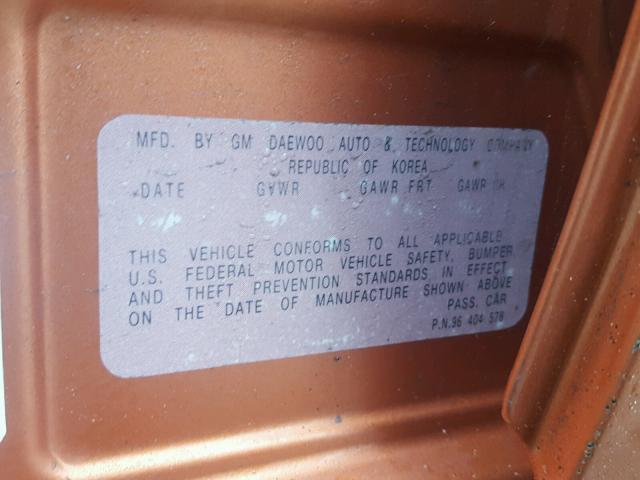 MFD. BY GM DAEWOO AUTO & TECHNOLOGY COMPANY
REPUBLIC OF KOREA
DATE GVWR GAWR FRT GAWR RR
THIS VEHICLE CONFORMS TO ALL APPLICABLE
U.S. FEDERAL MOTOR VEHICLE SAFETY, BUMPER
AND THEFT PREVENTION STANDARDS IN EFFECT
ON THE DATE OF MANUFACTURE SHOWN ABOVE
PASS. CAR
P.N.96 404 578